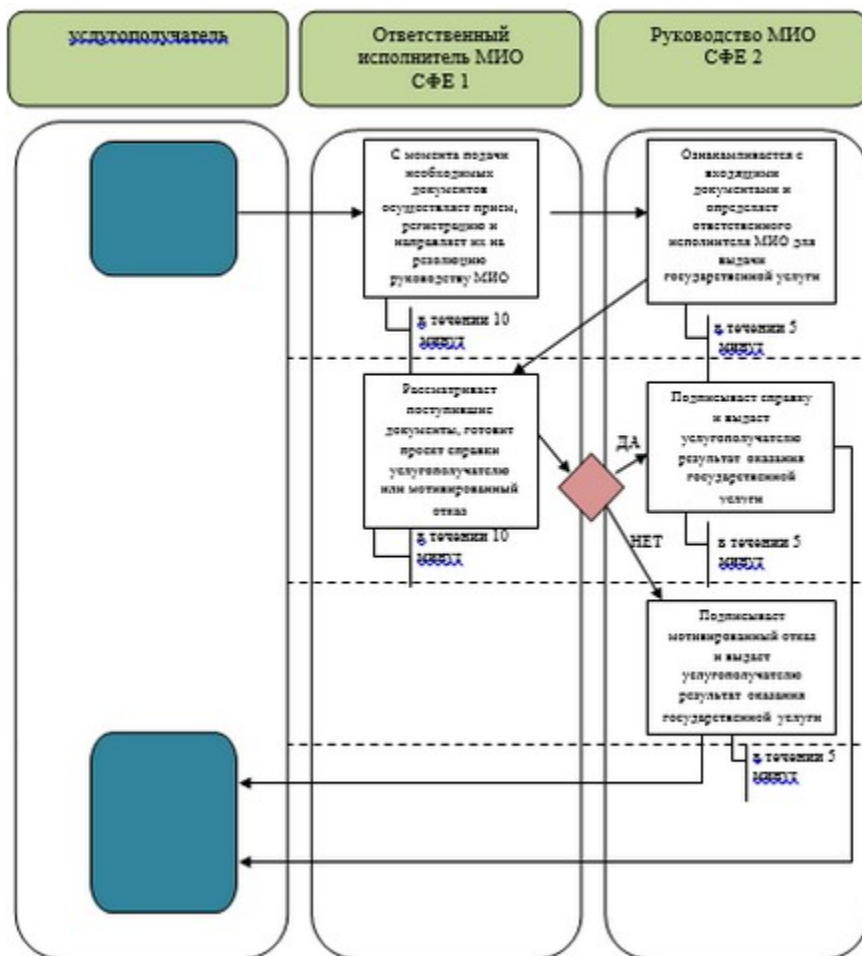 услугополучатель
Ответственный
исполнитель МИО
СФЕ 1
Руководство МИО
СФЕ 2
С момента подачи
необходимых
документов
осуществляет прием,
регистрацию и
направляет их на
резолюцию
руководству МИО
в течении 10
минут
Ознакамливается с
входящими
документами и
определяет
ответственного
исполнителя МИО для
выдачи
государственной услуги
в течении 5
минут
Рассматривает
поступившие
документы, готовит
проект справки
услугополучателю
или мотивированный
отказ
в течении 10
минут
ДА
НЕТ
Подписывает справку
и выдает
услугополучателю
результат оказания
государственной
услуги
в течении 5
минут
Подписывает
мотивированный отказ
и выдает
услугополучателю
результат оказания
государственной услуги
в течении 5
минут